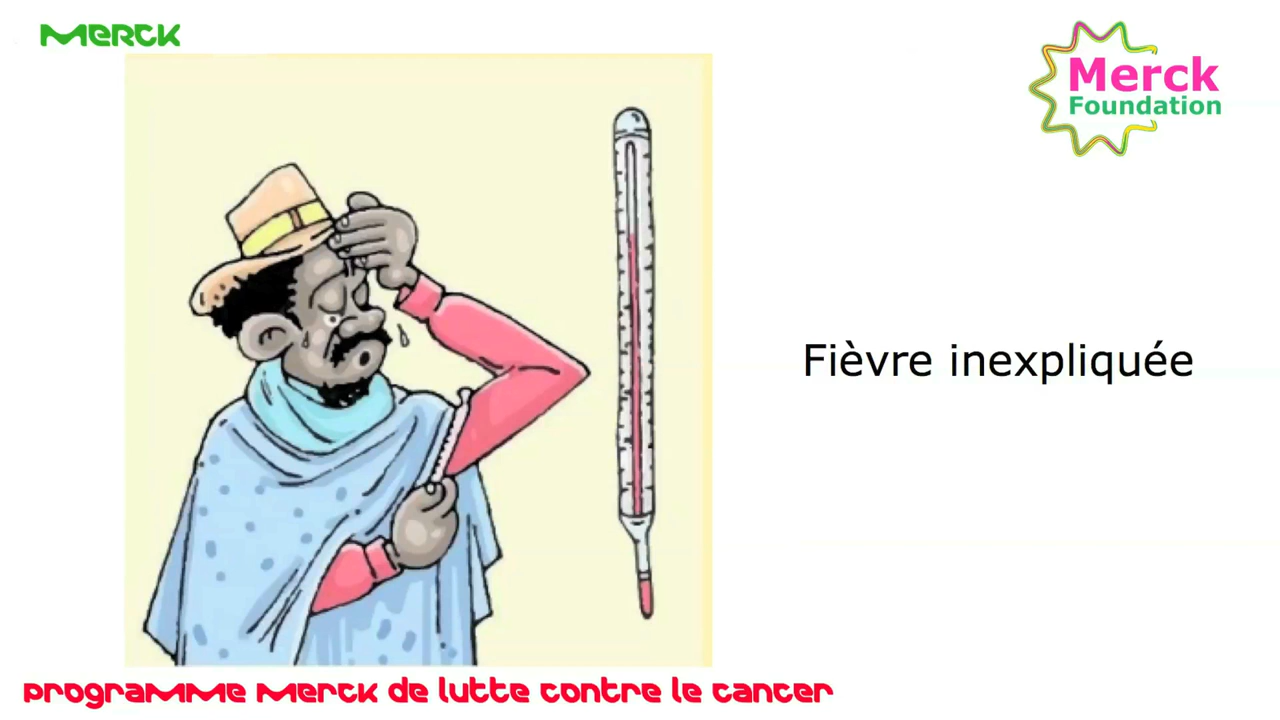 MERCK
Merck
Foundation
Fièvre inexpliquée
Programme Merck de lutte contre le cancer